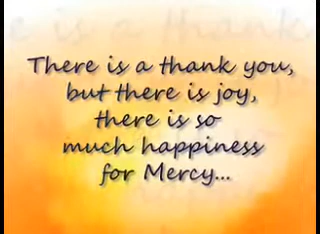 There is a thank you,
but there is joy,
there is so
much happiness
for Mercy...